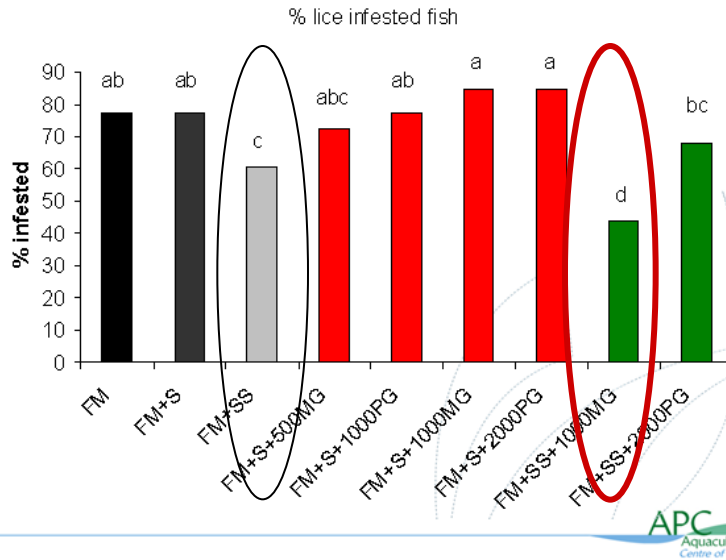 % lice infested fish
% infested
90
80
70
60
50
40
30
20
10
0
ab
ab
c
abc
ab
a
a
d
bc
FM
FM+S
FM+SS
FM+S+500MG
FM+S+1000PG
FM+S+1000MG
FM+S+2000PG
FM+SS+1000MG
FM+SS+2000PG
APC
Aquacu
Centre of